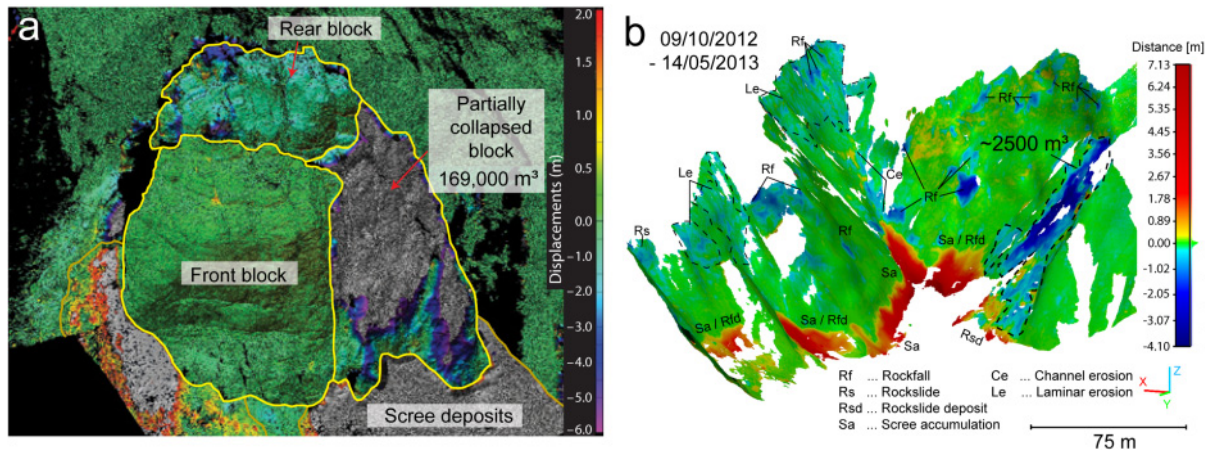 a
Rear block
Partially
collapsed
block
169,000 m³
Front block
Scree deposits
Displacements (m)
2.0
1.5
1.0
0.5
0.0
−1.0
−2.0
−3.0
−4.0
−5.0
−6.0
b
09/10/2012
- 14/05/2013
Distance [m]
7.13
6.24
5.35
4.45
3.56
2.67
1.78
0.89
0.00
-1.02
-2.05
-3.07
-4.10
Rf
Le
Rf
~2500 m³
Le
Rf
Ce
Rf
Rs
Rf
Sa
Sa / Rfd
Sa / Rfd
Sa / Rfd
Sa
Rsd
Rf ... Rockfall
Rs ... Rockslide
Rsd ... Rockslide deposit
Sa ... Scree accumulation
Ce ... Channel erosion
Le ... Laminar erosion
Z
X
Y
75 m